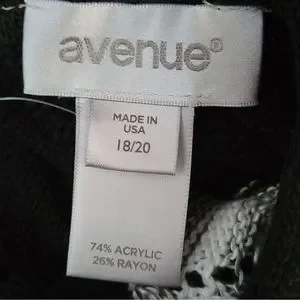 avenue®
MADE IN
USA
18/20
74% ACRYLIC
26% RAYON